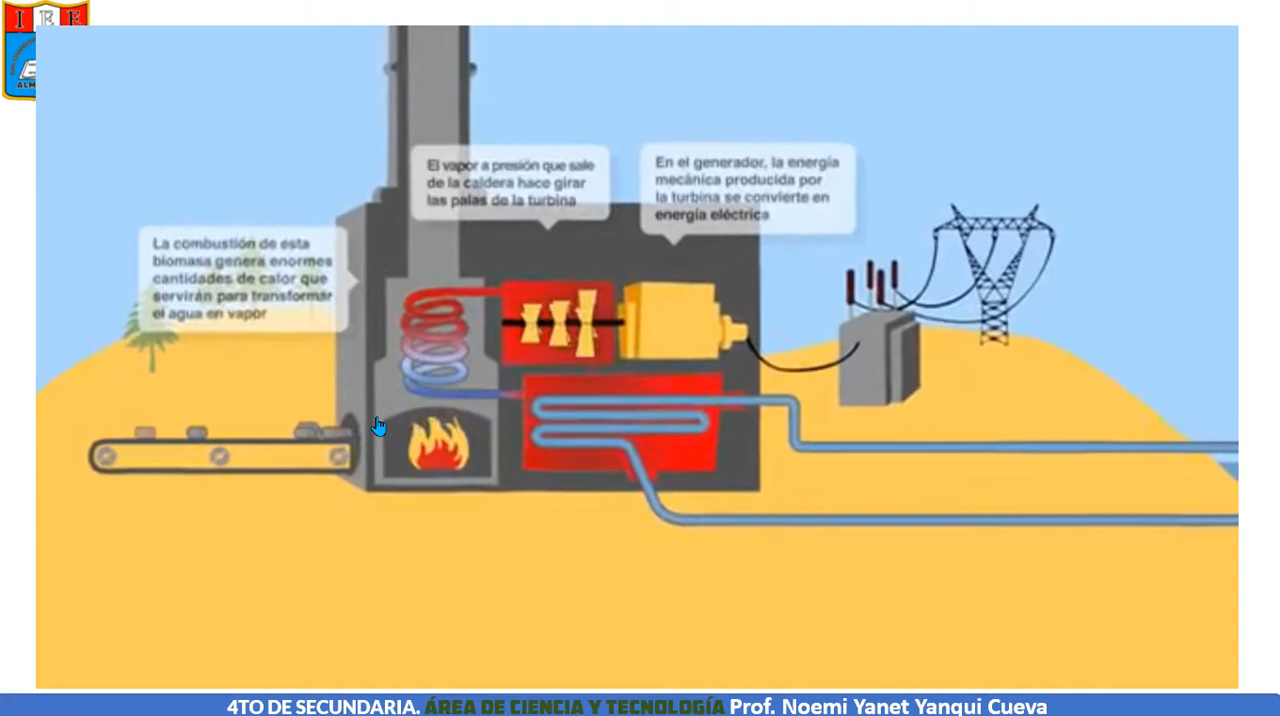 I E E
La combustión de esta
biomasa genera enormes
cantidades de calor que
servirán para transformar
el agua en vapor
El vapor a presión que sale
de la caldera hace girar
las palas de la turbina
En el generador, la energía
mecánica producida por
la turbina se convierte en
energía eléctrica
4TO DE SECUNDARIA. ÁREA DE CIENCIA Y TECNOLOGÍA Prof. Noemi Yanet Yanqui Cueva